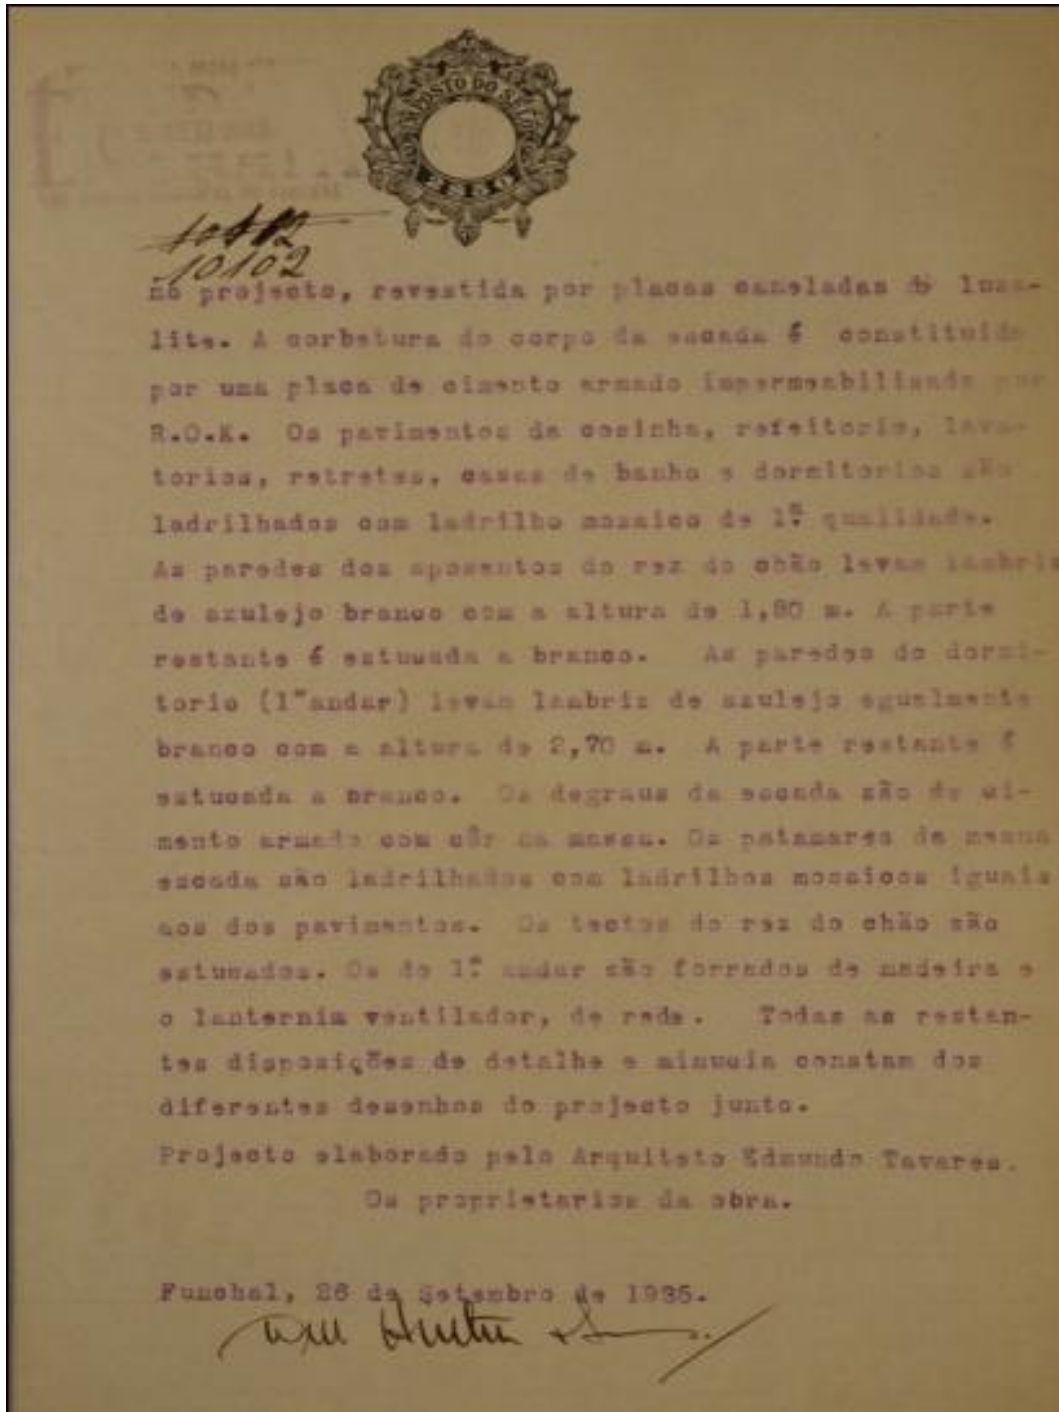 IMPOSTO DO SELO
10102
no projecto, revestida por placas caneladas de lusa-
lite. A corbetura do corpo da escada é constituida
por uma placa de cimento armado impermeabilisada por
R.O.K. Os pavimentos da cosinha, refeitorio, lava-
torios, retretes, casas de banho e dormitorios são
ladrilhados com ladrilho mosaico de 1ª qualidade.
As paredes dos aposentos do rez do chão levam lambriz
de azulejo branco com a altura de 1,80 m. A parte
restante é estucada a branco. As paredes do dormi-
torio (1º andar) levam lambriz de azulejo egualmente
branco com a altura de 2,70 m. A parte restante é
estucada a branco. Os degraus da escada são de ci-
mento armado com côr na massa. Os patamares da mesma
escada são ladrilhados com ladrilhos mosaicos iguais
aos dos pavimentos. Os tectos do rez do chão são
estucados. Os do 1º andar são forrados de madeira e
o lanternim ventilador, de rede. Todas as restan-
tes disposições de detalhe e minucia constam dos
diferentes desenhos do projecto junto.
Projecto elaborado pelo Arquiteto Edmundo Tavares.
Os proprietarios da obra.
Funchal, 26 de Setembro de 1935.